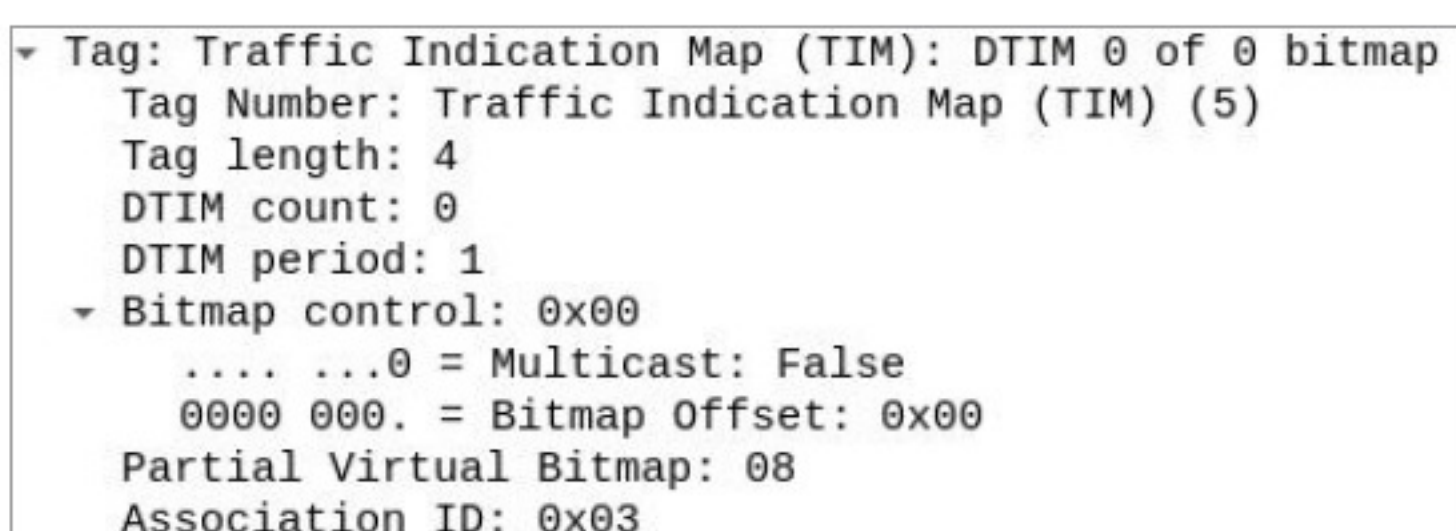 Tag: Traffic Indication Map (TIM): DTIM 0 of 0 bitmap
Tag Number: Traffic Indication Map (TIM) (5)
Tag length: 4
DTIM count: 0
DTIM period: 1
Bitmap control: 0x00
.... ...0 = Multicast: False
0000 000. = Bitmap Offset: 0x00
Partial Virtual Bitmap: 08
Association ID: 0x03